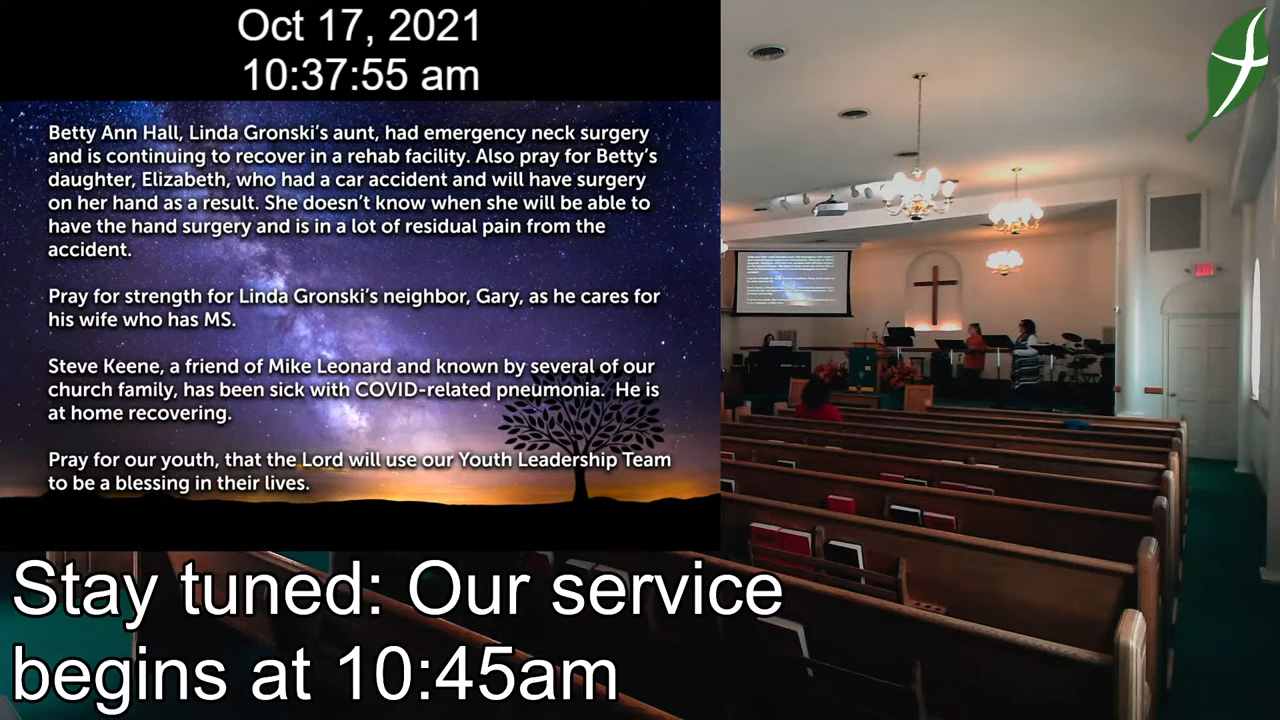 Oct 17, 2021
10:37:55 am
Betty Ann Hall, Linda Gronski's aunt, had emergency neck surgery
and is continuing to recover in a rehab facility. Also pray for Betty's
daughter, Elizabeth, who had a car accident and will have surgery
on her hand as a result. She doesn't know when she will be able to
have the hand surgery and is in a lot of residual pain from the
accident.
Pray for strength for Linda Gronski's neighbor, Gary, as he cares for
his wife who has MS.
Steve Keene, a friend of Mike Leonard and known by several of our
church family, has been sick with COVID-related pneumonia.  He is
at home recovering.
Pray for our youth, that the Lord will use our Youth Leadership Team
to be a blessing in their lives.
Stay tuned: Our service
begins at 10:45am